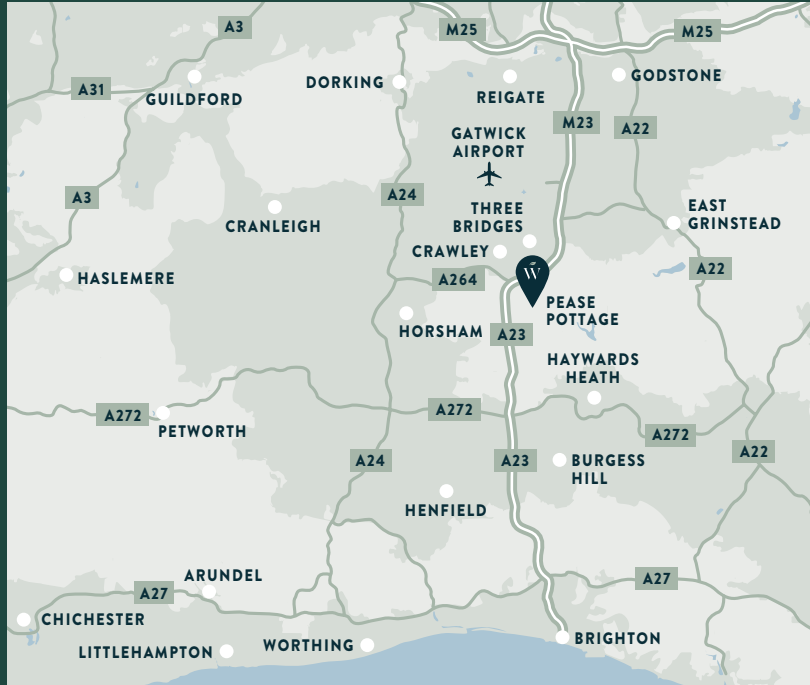 A3
M25
M25
DORKING
REIGATE
GODSTONE
A31
GUILDFORD
M23
A22
GATWICK
AIRPORT
A3
A24
CRANLEIGH
THREE
BRIDGES
EAST
GRINSTEAD
CRAWLEY
HASLEMERE
A264
W
A22
PEASE
POTTAGE
HORSHAM
A23
HAYWARDS
HEATH
A272
PETWORTH
A272
A272
A24
A23
BURGESS
HILL
A22
HENFIELD
ARUNDEL
A27
A27
CHICHESTER
LITTLEHAMPTON
WORTHING
BRIGHTON